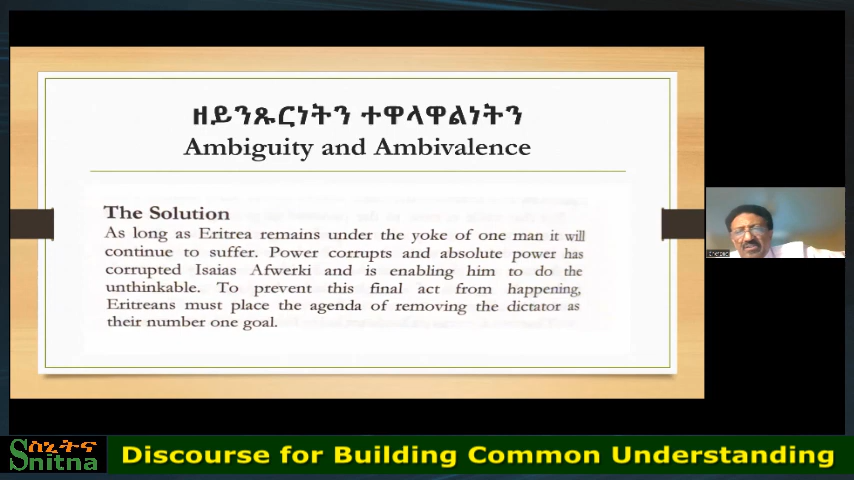 ዘይንጹርነትን ተዋላዋልነትን
Ambiguity and Ambivalence
The Solution
As long as Eritrea remains under the yoke of one man it will
continue to suffer. Power corrupts and absolute power has
corrupted Isaias Afwerki and is enabling him to do the
unthinkable. To prevent this final act from happening,
Eritreans must place the agenda of removing the dictator as
their number one goal.
ስኒትና
Snitna
Discourse for Building Common Understanding